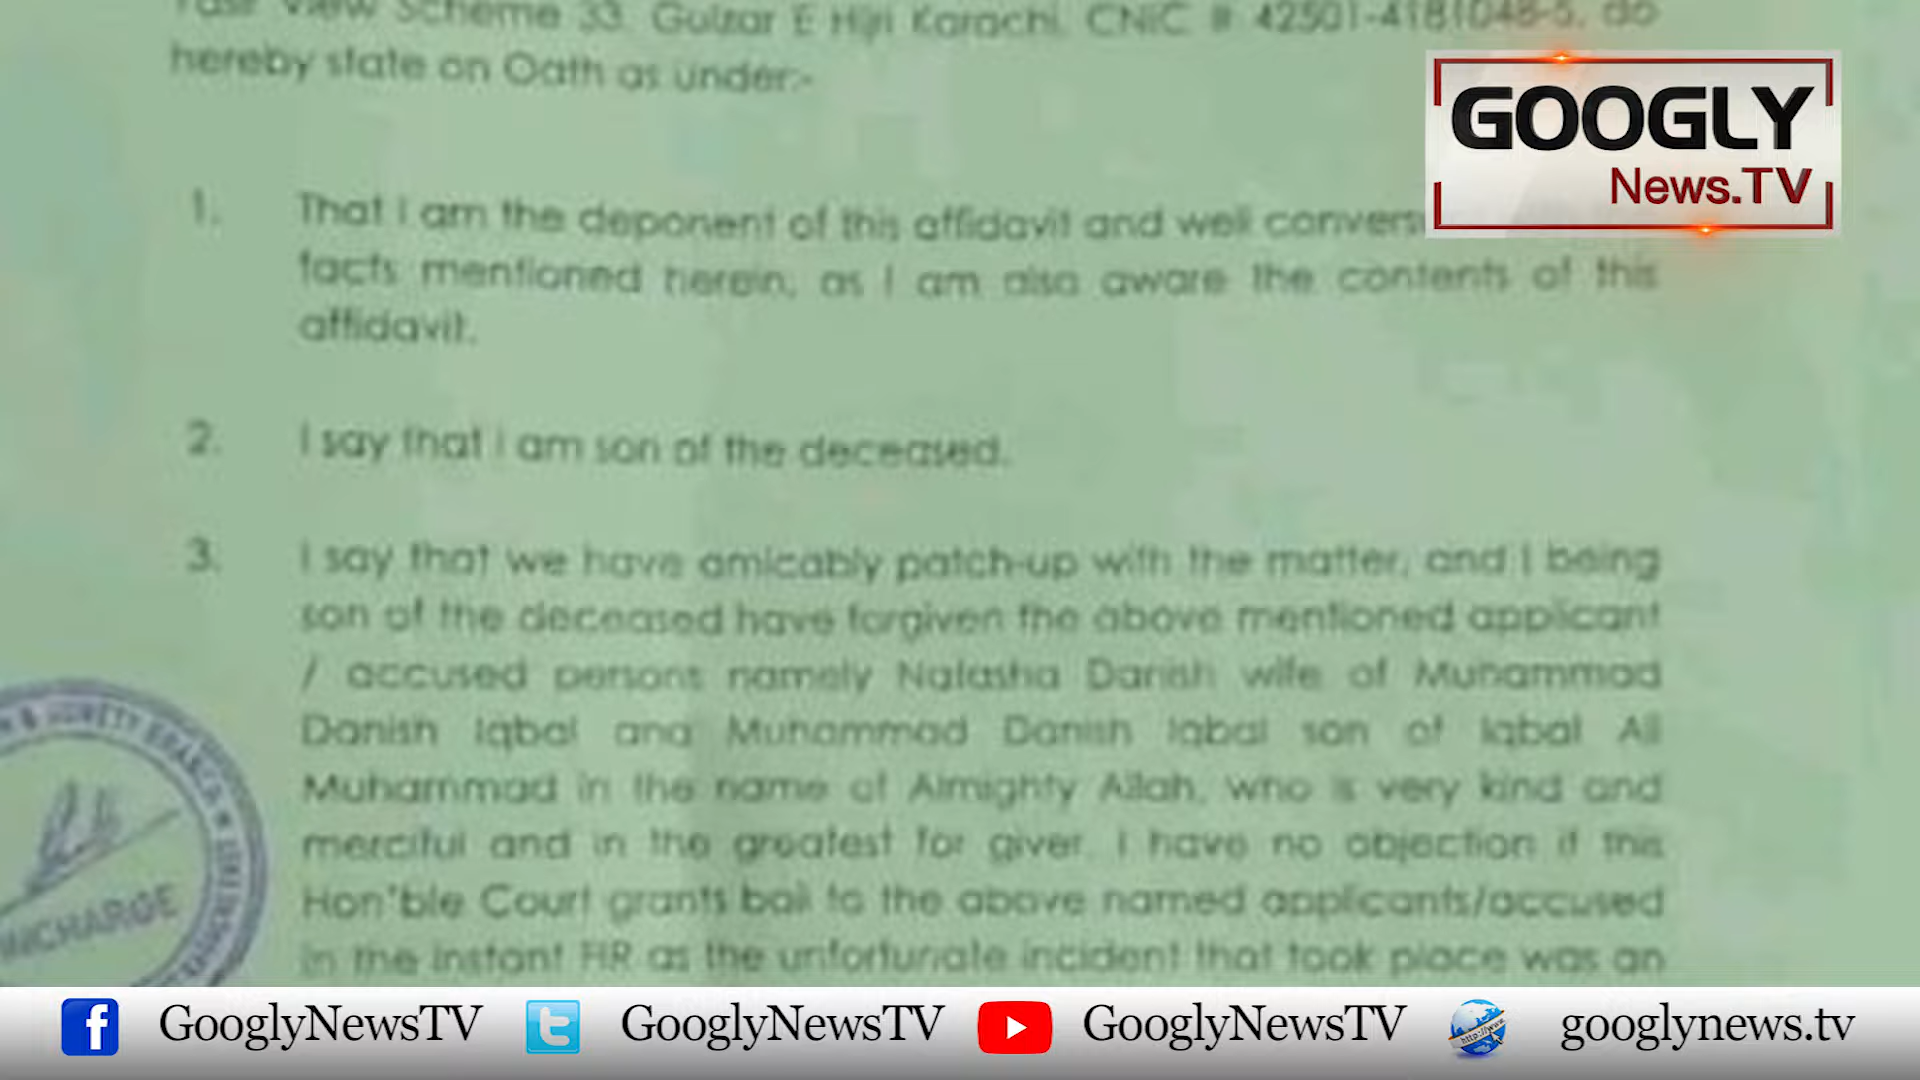 View Scheme 33, Gulzar E Hijri Karachi, CNIC # 42501-4181048-5, do
hereby state on Oath as under:-
GOOGLY
News.TV
1. That I am the deponent of this affidavit and well convers
facts mentioned herein, as I am also aware the contents of this
affidavit.
2. I say that I am son of the deceased.
3. I say that we have amicably patch-up with the matter, and I being
son of the deceased have forgiven the above mentioned applicant
/ accused persons namely Natasha Danish wife of Muhammad
Danish Iqbal and Muhammad Danish Iqbal son of Iqbal Ali
Muhammad in the name of Almighty Allah, who is very kind and
merciful and in the greatest for giver. I have no objection if this
Hon'ble Court grants bail to the above named applicants/accused
in the instant FIR as the unfortunate incident that took place was an
& SURETY BRANCH
INCHARGE
GooglyNewsTV GooglyNewsTV GooglyNewsTV googlynews.tv